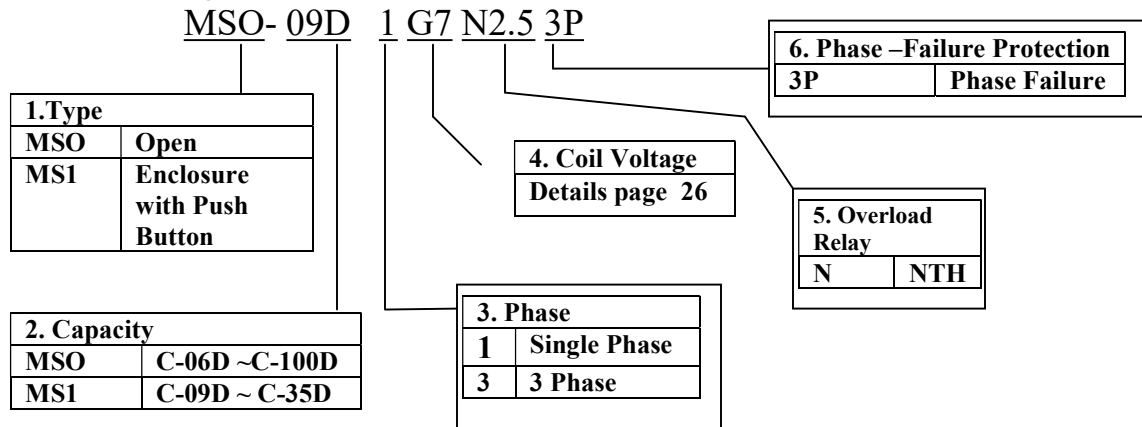 MSO- 09D 1 G7 N2.5 3P
6. Phase –Failure Protection
3P Phase Failure
1.Type
MSO Open
MS1 Enclosure
with Push
Button
4. Coil Voltage
Details page 26
5. Overload
Relay
N NTH
2. Capacity
MSO C-06D ~C-100D
MS1 C-09D ~ C-35D
3. Phase
1 Single Phase
3 3 Phase